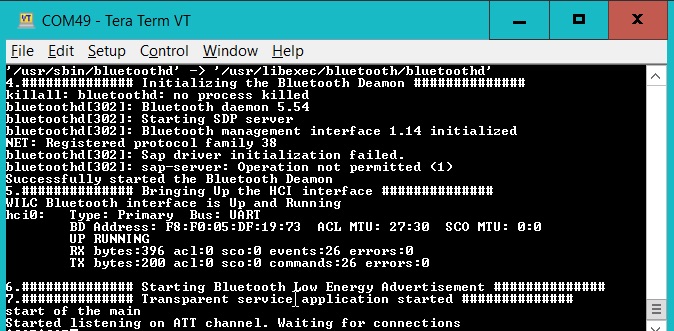 VT COM49 - Tera Term VT
File Edit Setup Control Window Help
'/usr/sbin/bluetoothd' -> '/usr/libexec/bluetooth/bluetoothd'
4.############## Initializing the Bluetooth Deamon ##############
killall: bluetoothd: no process killed
bluetoothd[302]: Bluetooth daemon 5.54
bluetoothd[302]: Starting SDP server
bluetoothd[302]: Bluetooth management interface 1.14 initialized
NET: Registered protocol family 38
bluetoothd[302]: Sap driver initialization failed.
bluetoothd[302]: sap-server: Operation not permitted (1)
Successfully started the Bluetooth Deamon
5.############## Bringing Up the HCI interface ##############
WILC Bluetooth interface is Up and Running
hci0: Type: Primary Bus: UART
BD Address: F8:F0:05:DF:19:73 ACL MTU: 27:30 SCO MTU: 0:0
UP RUNNING
RX bytes:396 acl:0 sco:0 events:26 errors:0
TX bytes:200 acl:0 sco:0 commands:26 errors:0
6.############## Starting Bluetooth Low Energy Advertisement ##############
7.############## Transparent service application started ##############
start of the main
Started listening on ATT channel. Waiting for connections